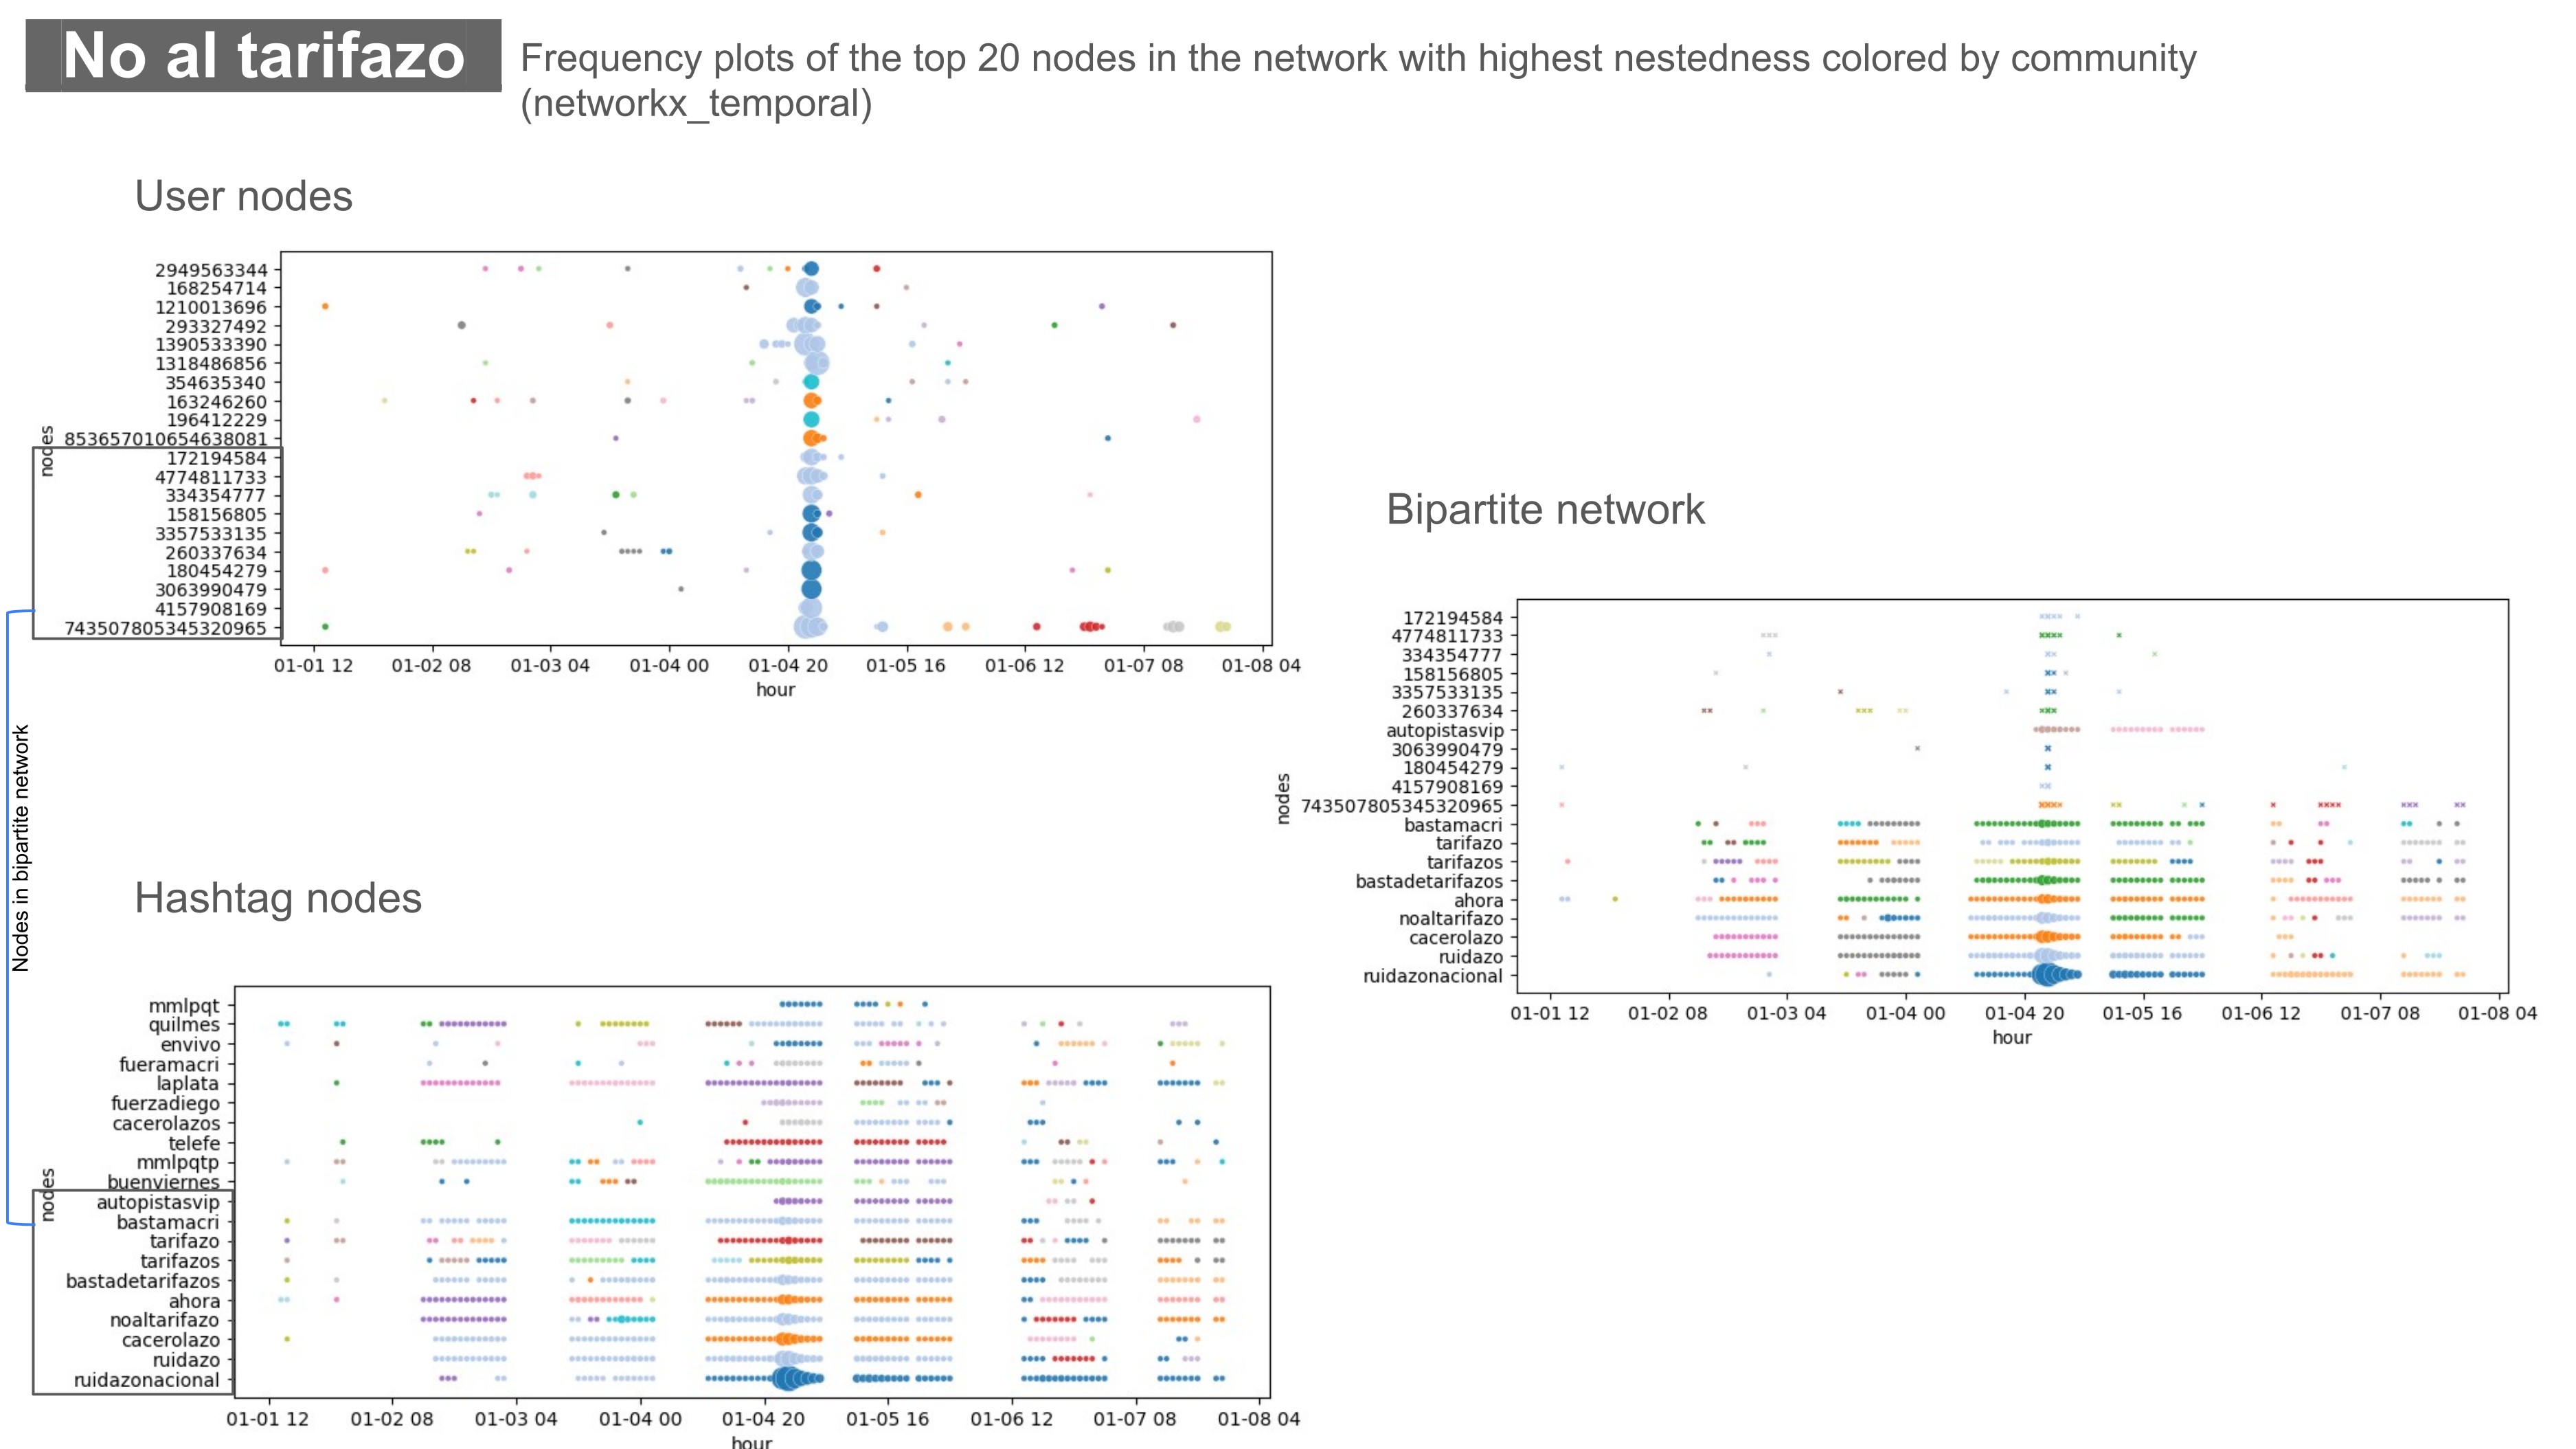 No al tarifazo
Frequency plots of the top 20 nodes in the network with highest nestedness colored by community
(networkx_temporal)
User nodes
2949563344
168254714
1210013696
293327492
1390533390
1318486856
354635340
163246260
196412229
853657010654638081
172194584
4774811733
334354777
158156805
3357533135
260337634
180454279
3063990479
4157908169
743507805345320965
nodes
01-01 12 01-02 08 01-03 04 01-04 00 01-04 20 01-05 16 01-06 12 01-07 08 01-08 04
hour
Nodes in bipartite network
Hashtag nodes
mmlpqt
quilmes
envivo
fueramacri
laplata
fuerzadiego
cacerolazos
telefe
mmlpqtp
buenviernes
autopistasvip
bastamacri
tarifazo
tarifazos
bastadetarifazos
ahora
noaltarifazo
cacerolazo
ruidazo
ruidazonacional
nodes
01-01 12 01-02 08 01-03 04 01-04 00 01-04 20 01-05 16 01-06 12 01-07 08 01-08 04
hour
Bipartite network
172194584
4774811733
334354777
158156805
3357533135
260337634
autopistasvip
3063990479
180454279
4157908169
743507805345320965
bastamacri
tarifazo
tarifazos
bastadetarifazos
ahora
noaltarifazo
cacerolazo
ruidazo
ruidazonacional
nodes
01-01 12 01-02 08 01-03 04 01-04 00 01-04 20 01-05 16 01-06 12 01-07 08 01-08 04
hour